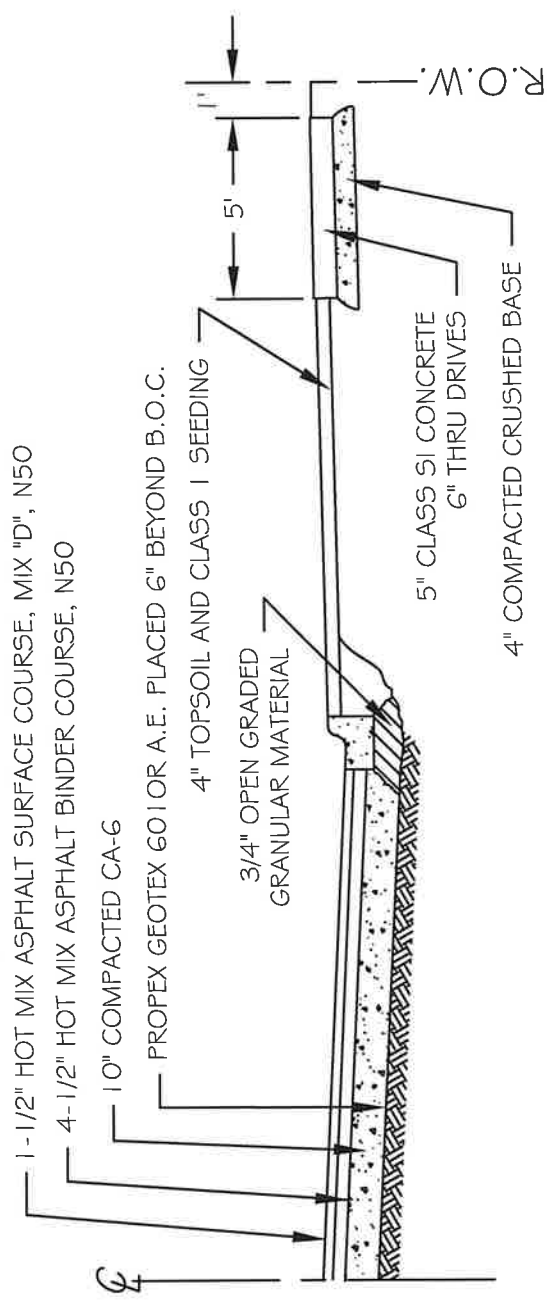 1-1/2" HOT MIX ASPHALT SURFACE COURSE, MIX "D", N50
4-1/2" HOT MIX ASPHALT BINDER COURSE, N50
10" COMPACTED CA-6
PROPEX GEOTEX 601 OR A.E. PLACED 6" BEYOND B.O.C.
4" TOPSOIL AND CLASS 1 SEEDING
3/4" OPEN GRADED
GRANULAR MATERIAL
5'
1'
R.O.W.
5" CLASS SI CONCRETE
6" THRU DRIVES
4" COMPACTED CRUSHED BASE